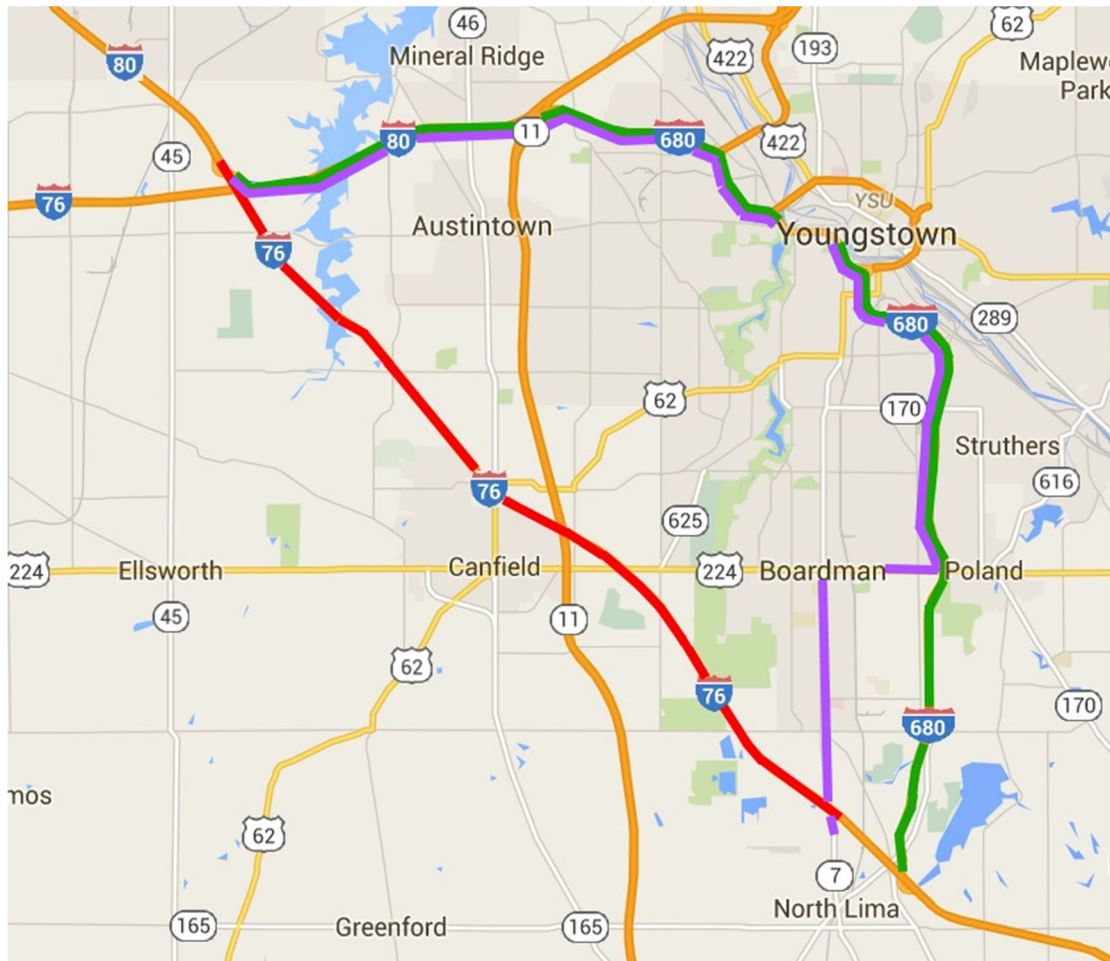 46
62
193
80
Mineral Ridge
422
Maplew
Park
11
80
680
422
45
76
YSU
Austintown
Youngstown
76
680
289
62
170
Struthers
76
616
625
224
Ellsworth
Canfield
224
Boardman
Poland
45
11
62
76
170
680
mos
62
7
North Lima
165
Greenford
165